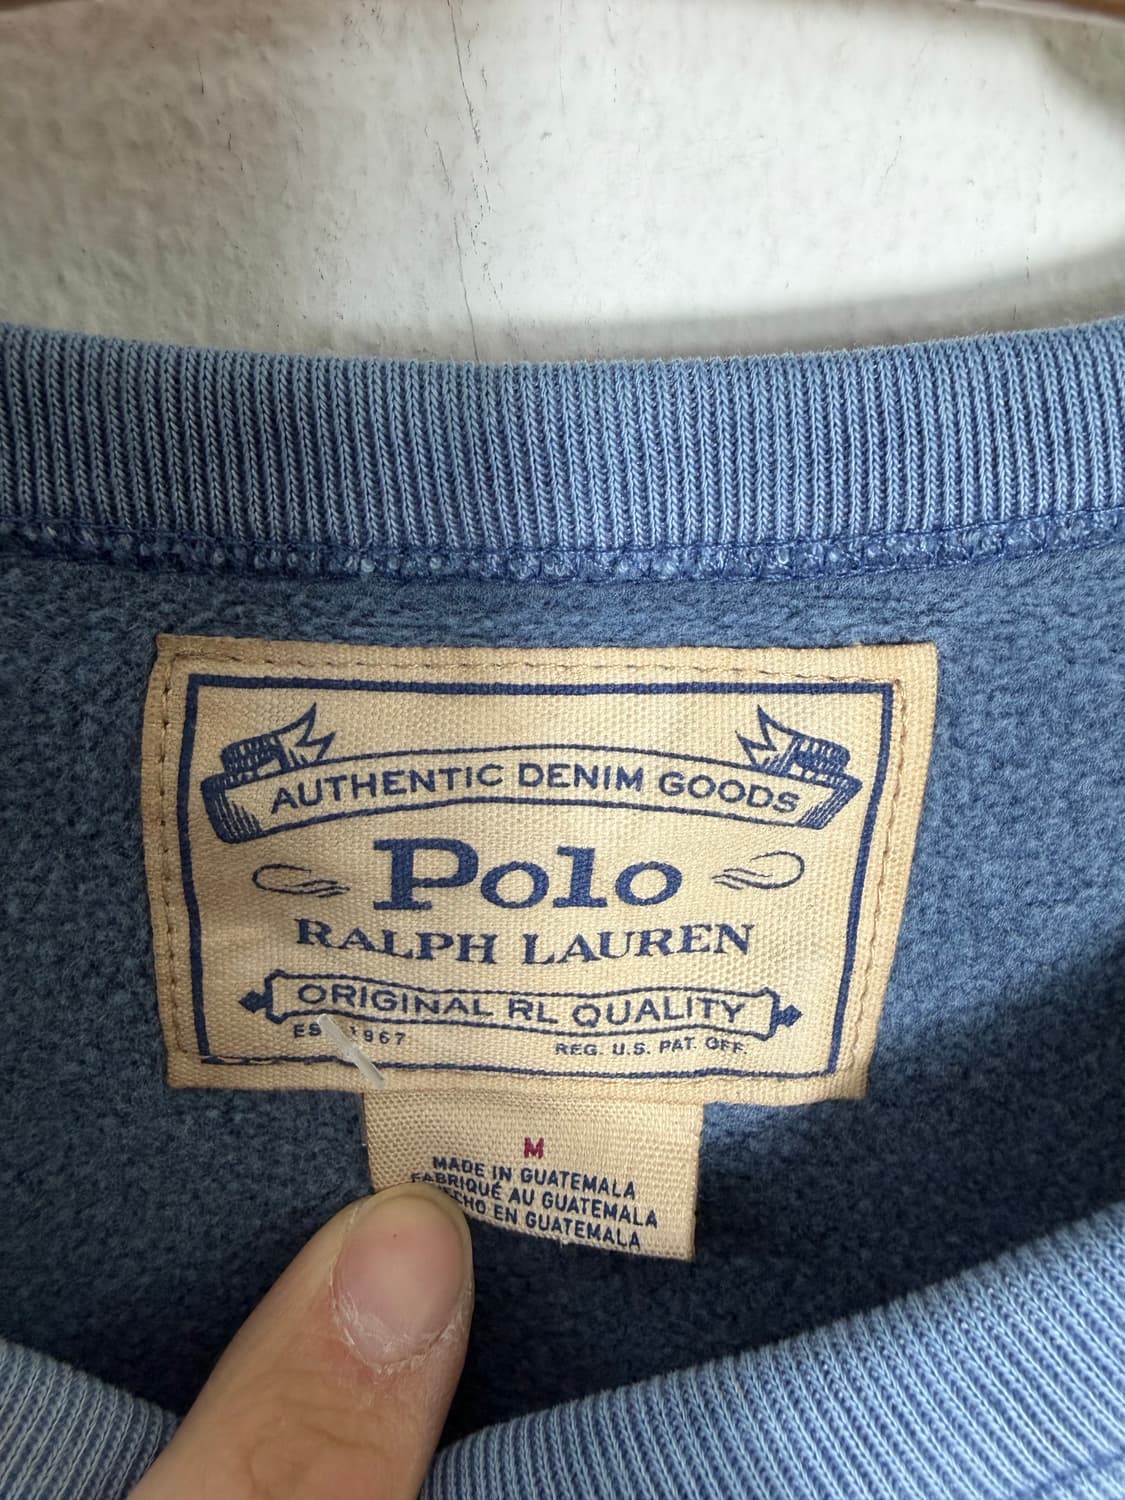 AUTHENTIC DENIM GOODS
Polo
RALPH LAUREN
ORIGINAL RL QUALITY
1967 REG. U.S. PAT. OFF.
M
MADE IN GUATEMALA
FABRIQUÉ AU GUATEMALA
EN GUATEMALA